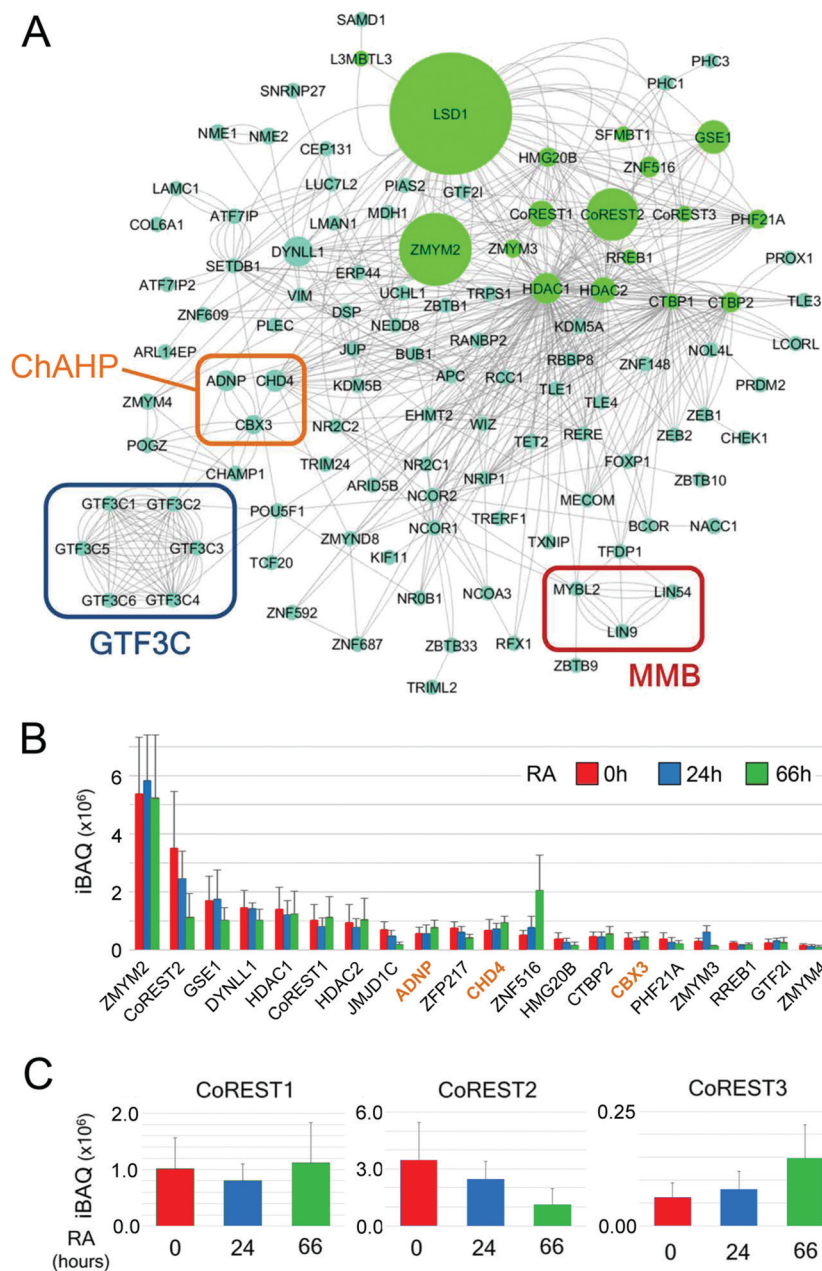 A
SAMD1
L3MBTL3
PHC3
SNRNP27
PHC1
LSD1
NME1
NME2
SFMBT1
GSE1
CEP131
HMG20B
ZNF516
LAMC1
LUC7L2
PIAS2
GTF2I
COL6A1
ATF7IP
LMAN1
MDH1
CoREST1
CoREST2
CoREST3
PHF21A
DYNLL1
ZMYM2
ZMYM3
RREB1
SETDB1
ERP44
PROX1
ATF7IP2
VIM
UCHL1
TRPS1
HDAC1
HDAC2
CTBP1
CTBP2
TLE3
ZNF609
DSP
ZBTB1
PLEC
NEDD8
KDM5A
ARL14EP
JUP
BUB1
RANBP2
RBBP8
NOL4L
LCORL
ChAHP
ADNP
CHD4
KDM5B
APC
RCC1
ZNF148
PRDM2
ZMYM4
CBX3
EHMT2
TLE1
TLE4
ZEB1
POGZ
NR2C2
WIZ
TET2
RERE
ZEB2
CHEK1
CHAMP1
TRIM24
NR2C1
NRIP1
FOXP1
ZBTB10
ARID5B
NCOR2
MECOM
GTF3C1
GTF3C2
POU5F1
NCOR1
TRERF1
BCOR
NACC1
GTF3C5
GTF3C3
ZMYND8
TXNIP
TFDP1
TCF20
KIF11
GTF3C6
GTF3C4
ZNF592
NR0B1
NCOA3
MYBL2
LIN54
LIN9
GTF3C
ZNF687
ZBTB33
RFX1
ZBTB9
MMB
TRIML2
B
RA 0h 24h 66h
iBAQ (x10⁶)
6
4
2
0
ZMYM2
CoREST2
GSE1
DYNLL1
HDAC1
CoREST1
HDAC2
JMJD1C
ADNP
ZFP217
CHD4
ZNF516
HMG20B
CTBP2
CBX3
PHF21A
ZMYM3
RREB1
GTF2I
ZMYM4
C
CoREST1 CoREST2 CoREST3
iBAQ (x10⁶)
2.0 6.0 0.25
1.0 3.0
0.0 0.0 0.00
RA
(hours)
0 24 66 0 24 66 0 24 66